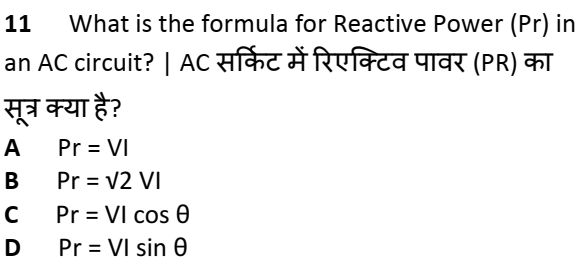 11 What is the formula for Reactive Power (Pr) in
an AC circuit? | AC सर्किट में रिएक्टिव पावर (PR) का
सूत्र क्या है?
A Pr = VI
B Pr = √2 VI
C Pr = VI cos θ
D Pr = VI sin θ